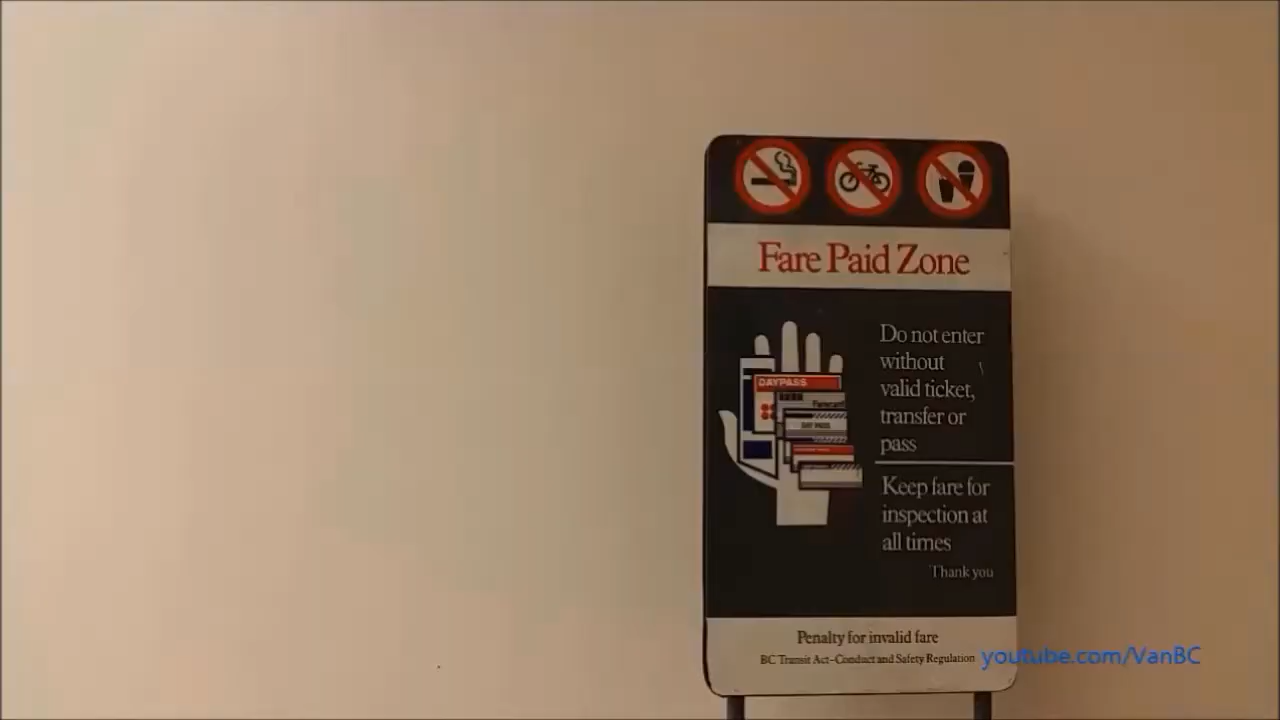 Fare Paid Zone
Do not enter
without
valid ticket,
transfer or
pass
DAYPASS
Farecard
DAY PASS
Keep fare for
inspection at
all times
Thank you
Penalty for invalid fare
BC Transit Act-Conduct and Safety Regulation
youtube.com/VanBC